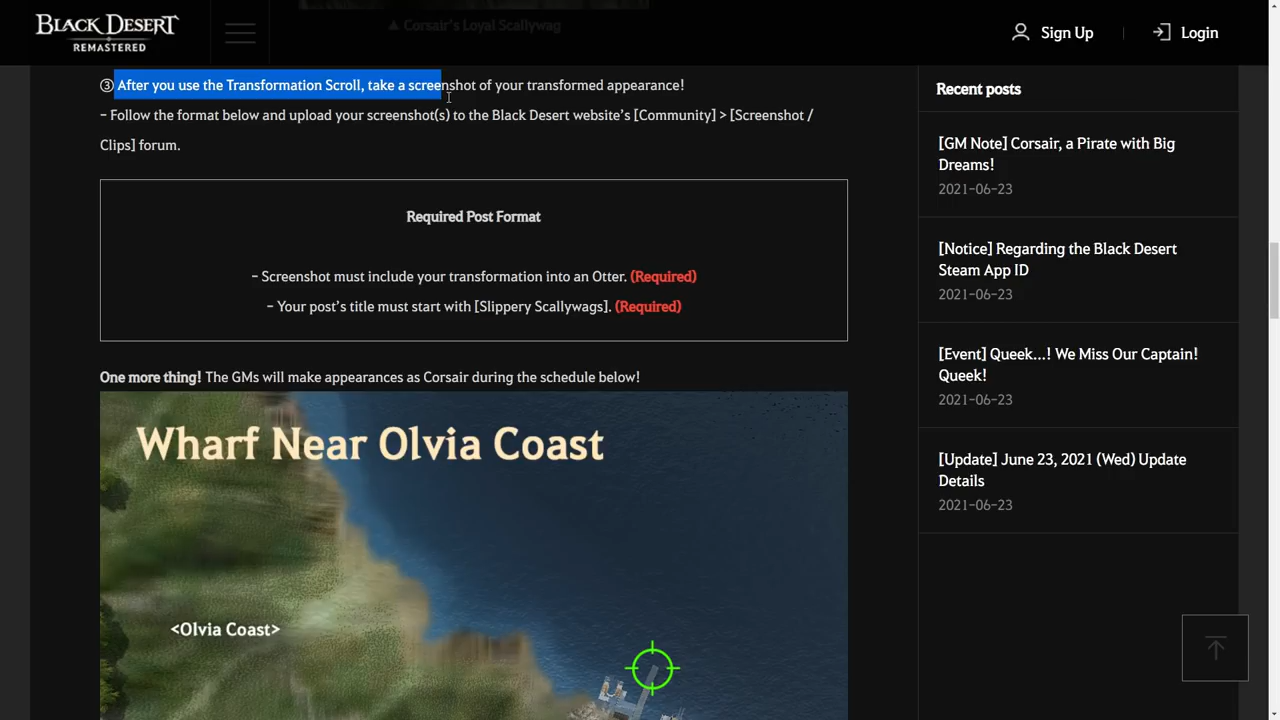 BLACK DESERT
REMASTERED
▲ Corsair's Loyal Scallywag
Sign Up
Login
③ After you use the Transformation Scroll, take a screenshot of your transformed appearance!
– Follow the format below and upload your screenshot(s) to the Black Desert website's [Community] > [Screenshot /
Clips] forum.
Required Post Format
– Screenshot must include your transformation into an Otter. (Required)
– Your post's title must start with [Slippery Scallywags]. (Required)
One more thing! The GMs will make appearances as Corsair during the schedule below!
Wharf Near Olvia Coast
<Olvia Coast>
Recent posts
[GM Note] Corsair, a Pirate with Big
Dreams!
2021-06-23
[Notice] Regarding the Black Desert
Steam App ID
2021-06-23
[Event] Queek...! We Miss Our Captain!
Queek!
2021-06-23
[Update] June 23, 2021 (Wed) Update
Details
2021-06-23